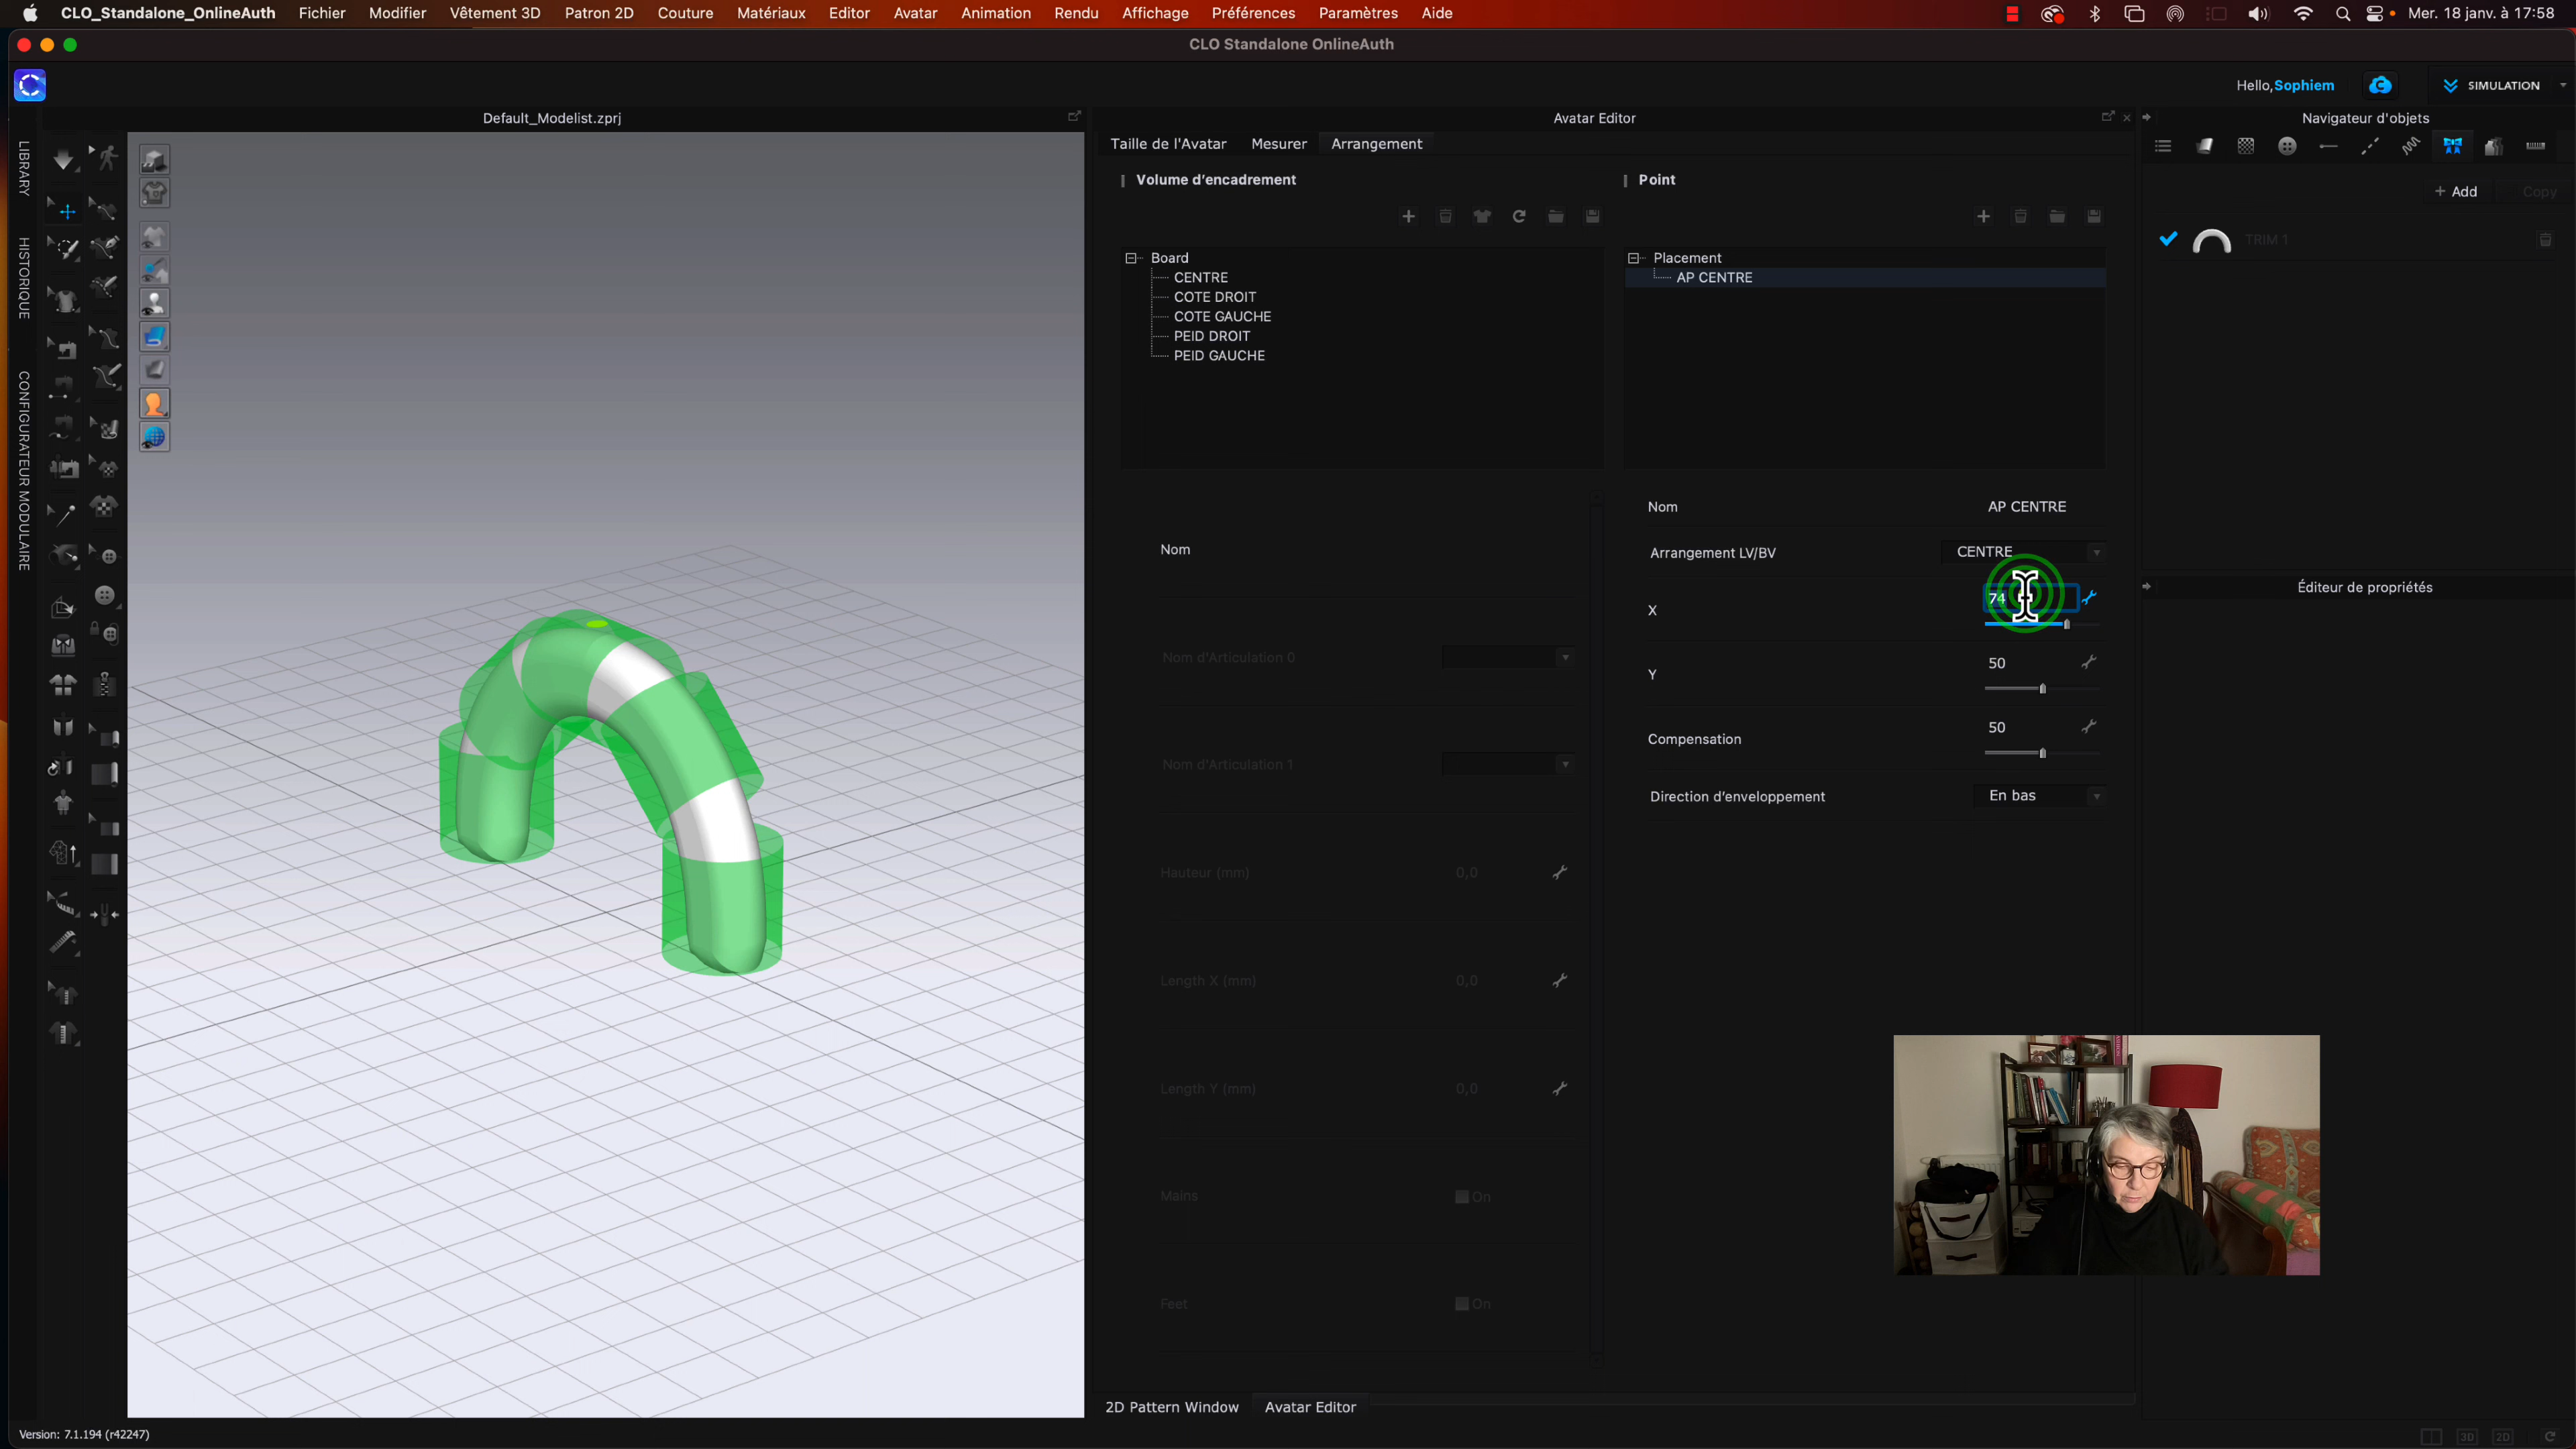 CLO_Standalone_OnlineAuth Fichier Modifier Vêtement 3D Patron 2D Couture Matériaux Editor Avatar Animation Rendu Affichage Préférences Paramètres Aide Mer. 18 janv. à 17:58
CLO Standalone OnlineAuth
Hello,Sophiem SIMULATION
Default_Modelist.zprj
Avatar Editor
Navigateur d'objets
LIBRARY
HISTORIQUE
CONFIGURATEUR MODULAIRE
Taille de l'Avatar Mesurer Arrangement
Volume d'encadrement
Point
+ Add Copy
TRIM 1
Board
CENTRE
COTE DROIT
COTE GAUCHE
PEID DROIT
PEID GAUCHE
Placement
AP CENTRE
Nom
Nom d'Articulation 0
Nom d'Articulation 1
Hauteur (mm) 0,0
Length X (mm) 0,0
Length Y (mm) 0,0
Mains On
Feet On
Nom AP CENTRE
Arrangement LV/BV CENTRE
X 74
Y 50
Compensation 50
Direction d'enveloppement En bas
Éditeur de propriétés
2D Pattern Window Avatar Editor
Version: 7.1.194 (r42247)
3D 2D